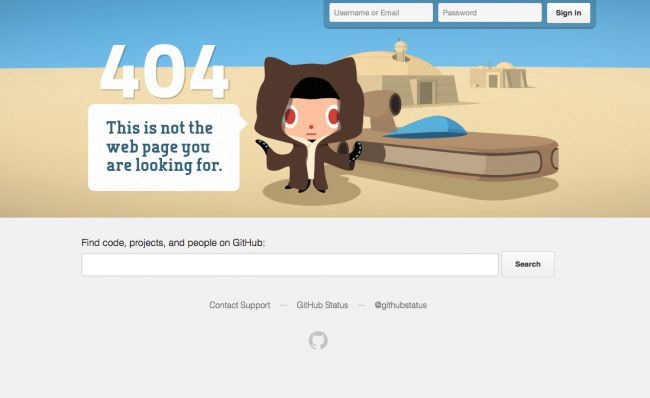 Username or Email
Password
Sign in
404
This is not the
web page you
are looking for.
Find code, projects, and people on GitHub:
Search
Contact Support — GitHub Status — @githubstatus